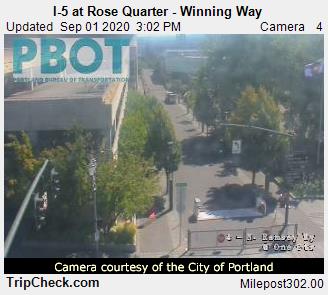 I-5 at Rose Quarter - Winning Way
Updated Sep 01 2020 3:02 PM Camera 4
PBOT
PORTLAND BUREAU OF TRANSPORTATION
Camera courtesy of the City of Portland
TripCheck.com Milepost302.00